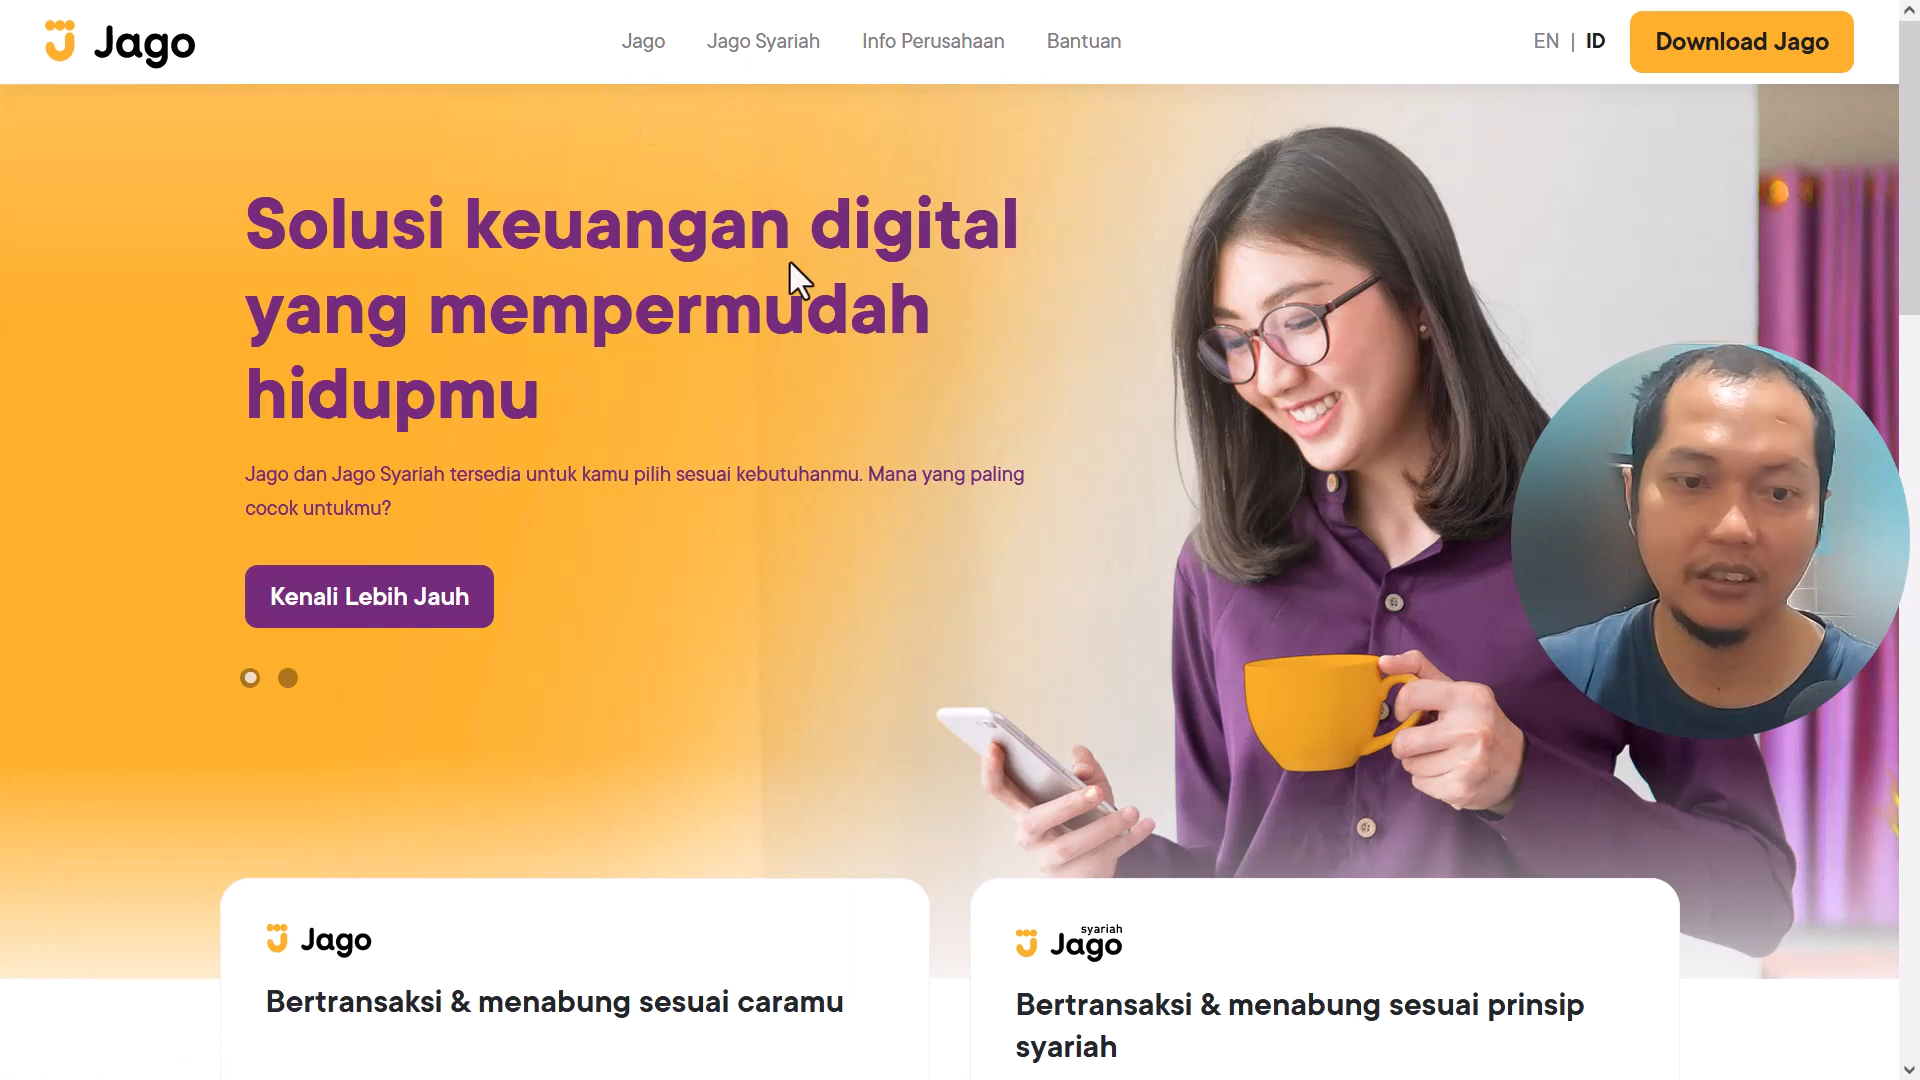 Jago
Jago
Jago Syariah
Info Perusahaan
Bantuan
EN | ID
Download Jago
Solusi keuangan digital
yang mempermudah
hidupmu
Jago dan Jago Syariah tersedia untuk kamu pilih sesuai kebutuhanmu. Mana yang paling
cocok untukmu?
Kenali Lebih Jauh
Jago
Bertransaksi & menabung sesuai caramu
syariah
Jago
Bertransaksi & menabung sesuai prinsip
syariah